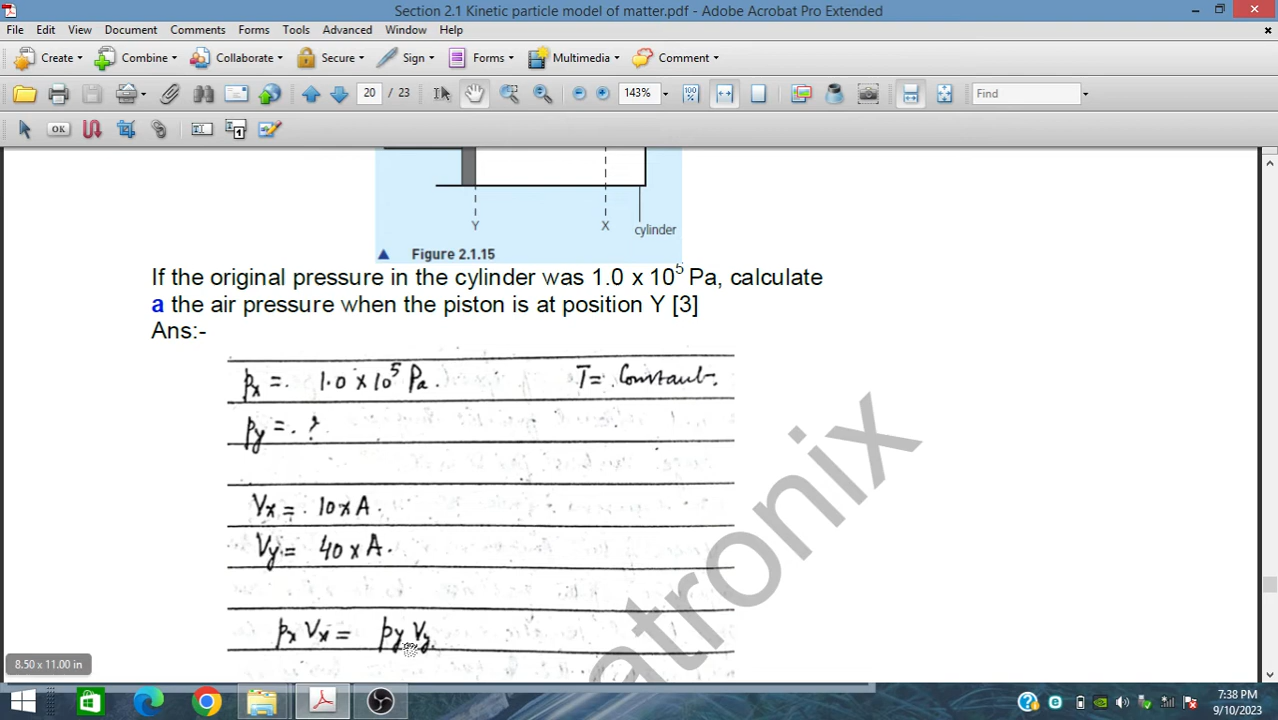 Section 2.1 Kinetic particle model of matter.pdf - Adobe Acrobat Pro Extended
File Edit View Document Comments Forms Tools Advanced Window Help
Create Combine Collaborate Secure Sign Forms Multimedia Comment
20 / 23 143% Find
OK
Y X cylinder
Figure 2.1.15
If the original pressure in the cylinder was 1.0 x 10⁵ Pa, calculate
a the air pressure when the piston is at position Y [3]
Ans:-
px = 1.0 × 10⁵ Pa. T = Constant.
py = ?
Vx = 10 × A.
Vy = 40 × A.
px Vx = py Vy.
atronix
8.50 x 11.00 in
7:38 PM
9/10/2023